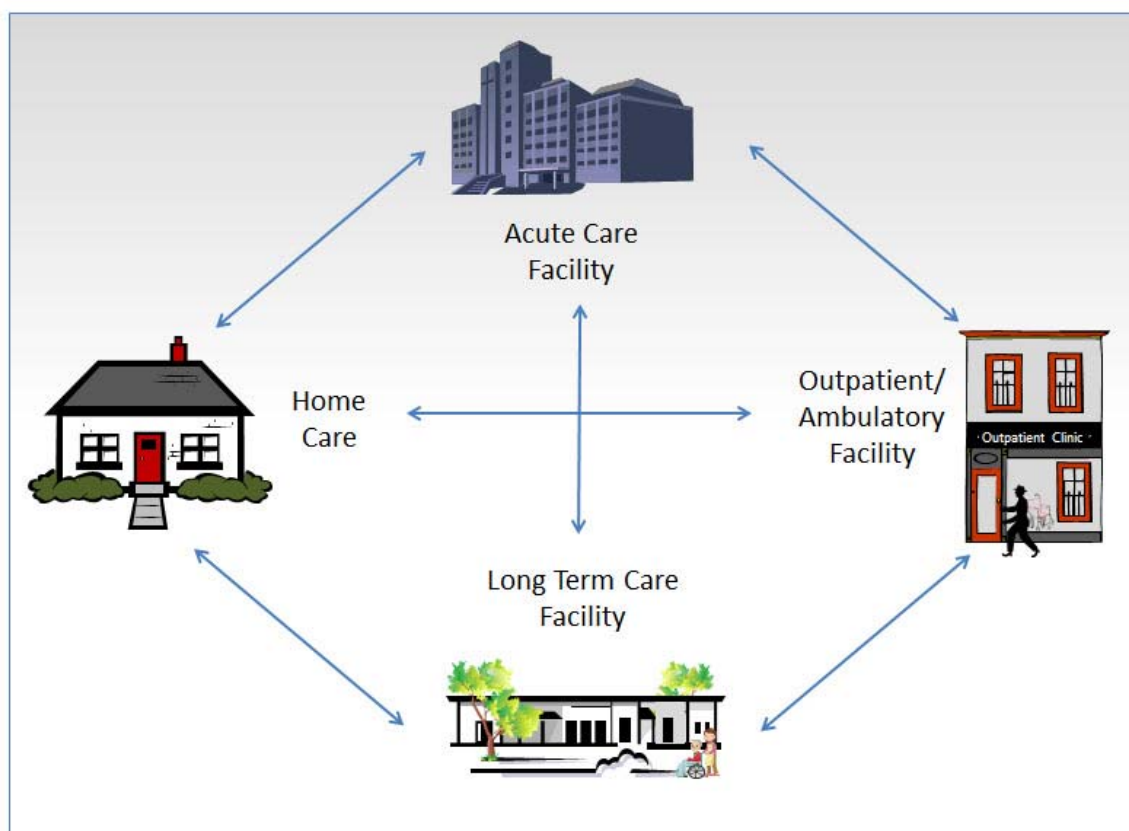 Acute Care
Facility
Home
Care
Outpatient/
Ambulatory
Facility
· Outpatient Clinic ·
Long Term Care
Facility